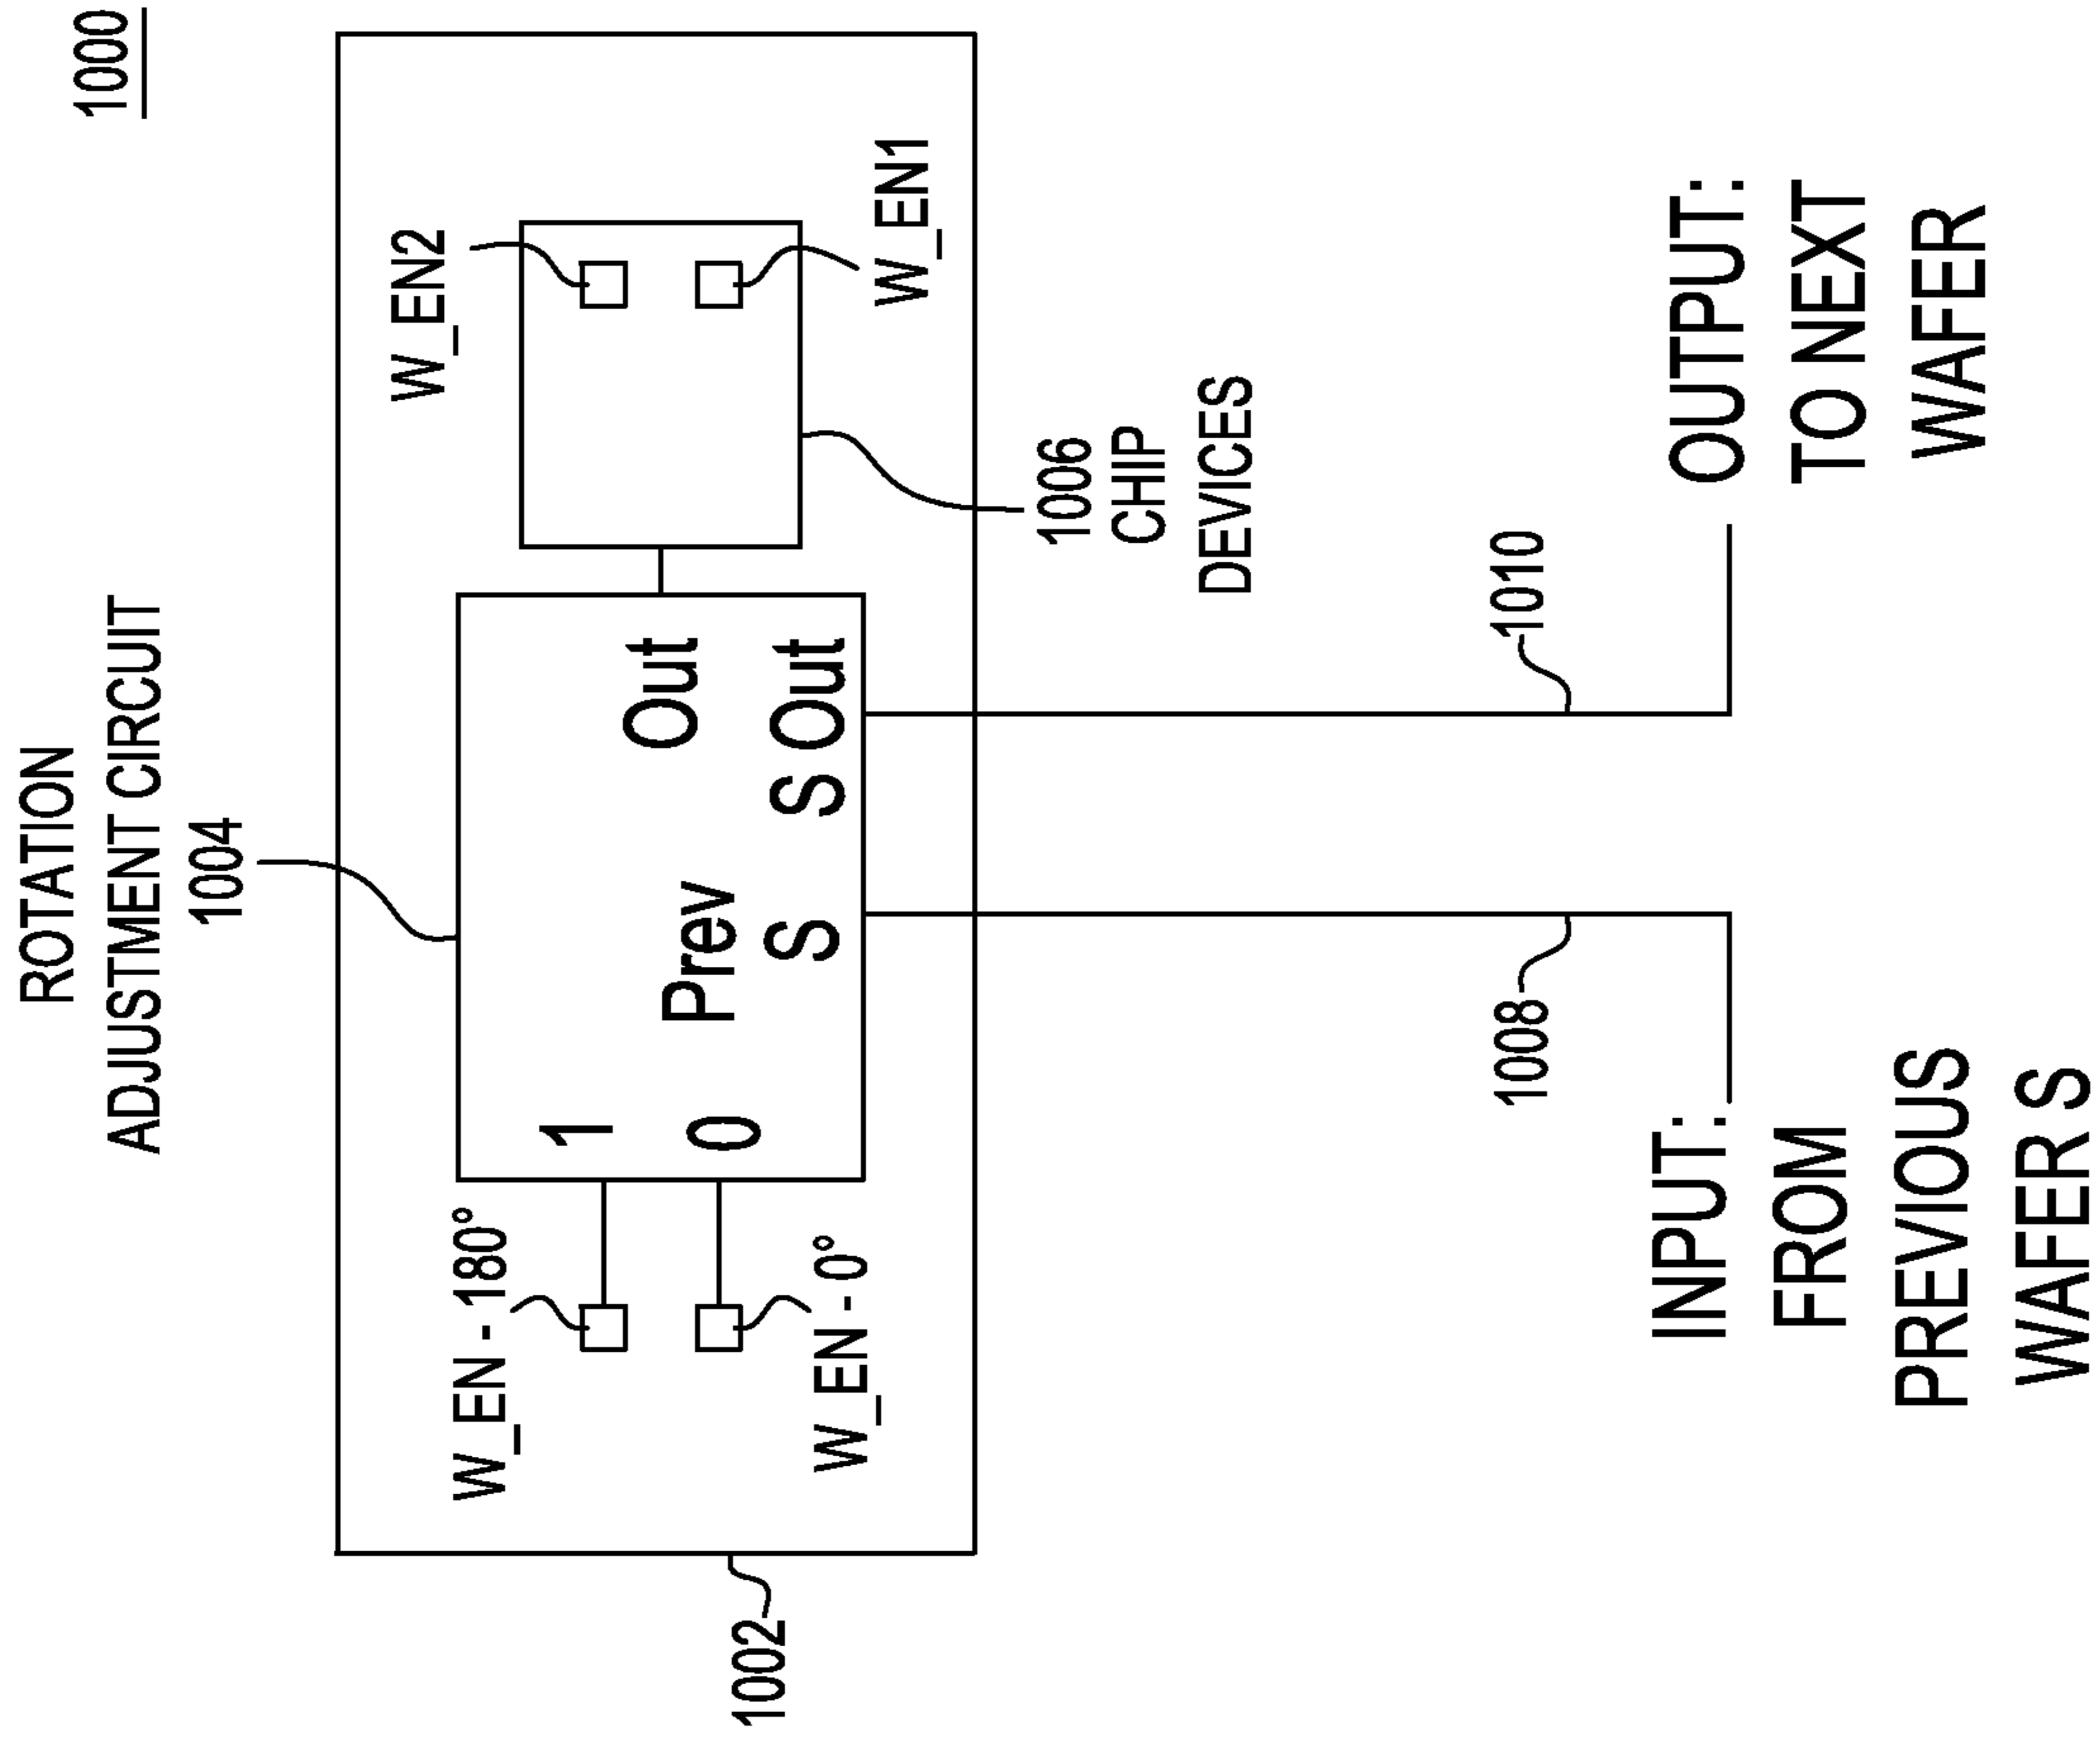 1000
ROTATION
ADJUSTMENT CIRCUIT
1004
W_EN - 180°
W_EN2
1
Out
Prev
0
S
S Out
W_EN - 0°
W_EN1
1002
1006
CHIP
DEVICES
1008
1010
INPUT:
FROM
PREVIOUS
WAFER S
OUTPUT:
TO NEXT
WAFER